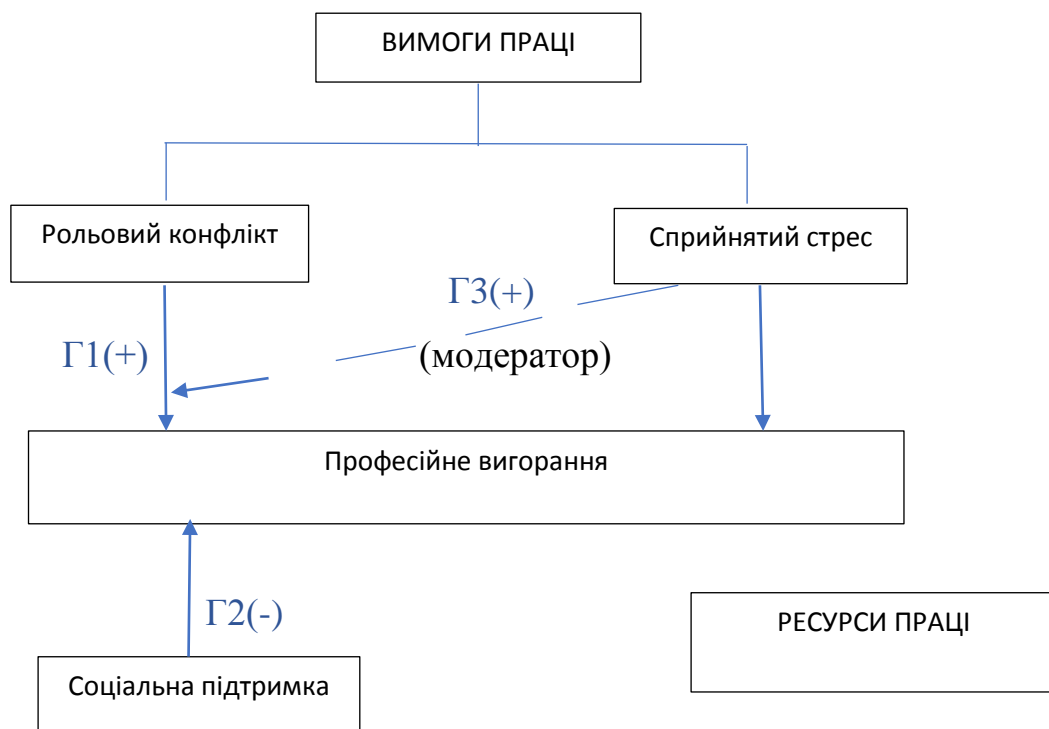 ВИМОГИ ПРАЦІ
Рольовий конфлікт
Сприйнятий стрес
Г3(+)
Г1(+)
(модератор)
Професійне вигорання
Г2(-)
РЕСУРСИ ПРАЦІ
Соціальна підтримка